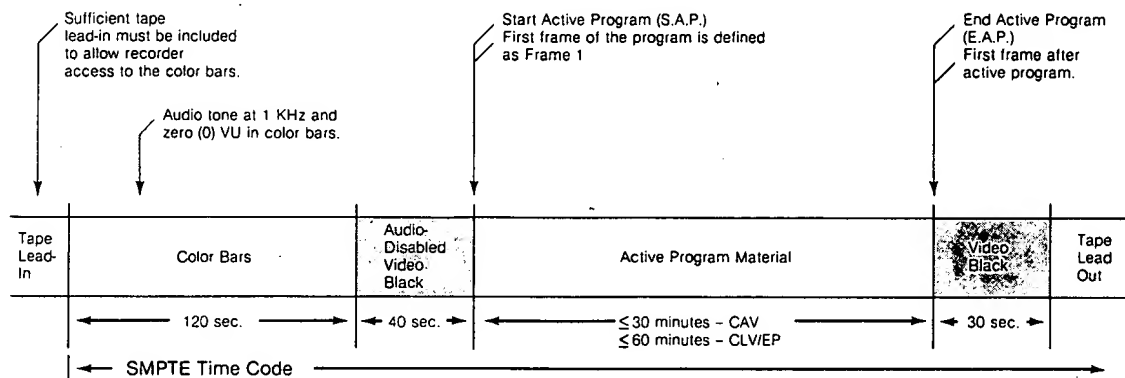 Sufficient tape
lead-in must be included
to allow recorder
access to the color bars.
Audio tone at 1 KHz and
zero (0) VU in color bars.
Start Active Program (S.A.P.)
First frame of the program is defined
as Frame 1
End Active Program
(E.A.P.)
First frame after
active program.
Tape
Lead-
In
Color Bars
Audio-
Disabled
Video
Black
Active Program Material
Video
Black
Tape
Lead
Out
120 sec.
40 sec.
≤30 minutes – CAV
≤60 minutes – CLV/EP
30 sec.
SMPTE Time Code